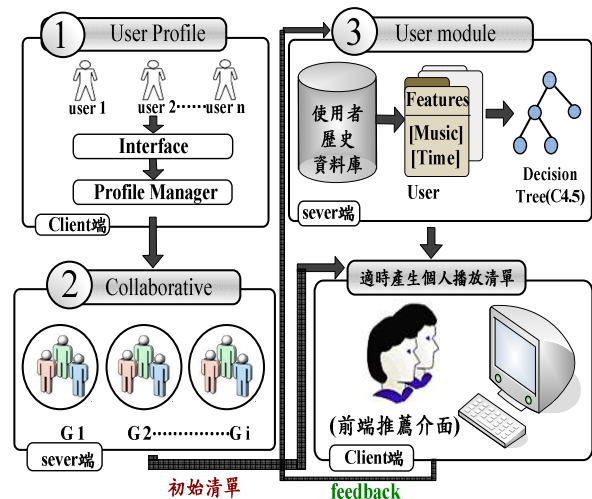 1 User Profile
user 1 user 2······user n
Interface
Profile Manager
Client端
2 Collaborative
G 1 G 2···············G i
sever端
初始清單
3 User module
使用者
歷史
資料庫
Features
[Music]
[Time]
User
Decision
Tree(C4.5)
sever端
適時產生個人播放清單
(前端推薦介面)
Client端
feedback